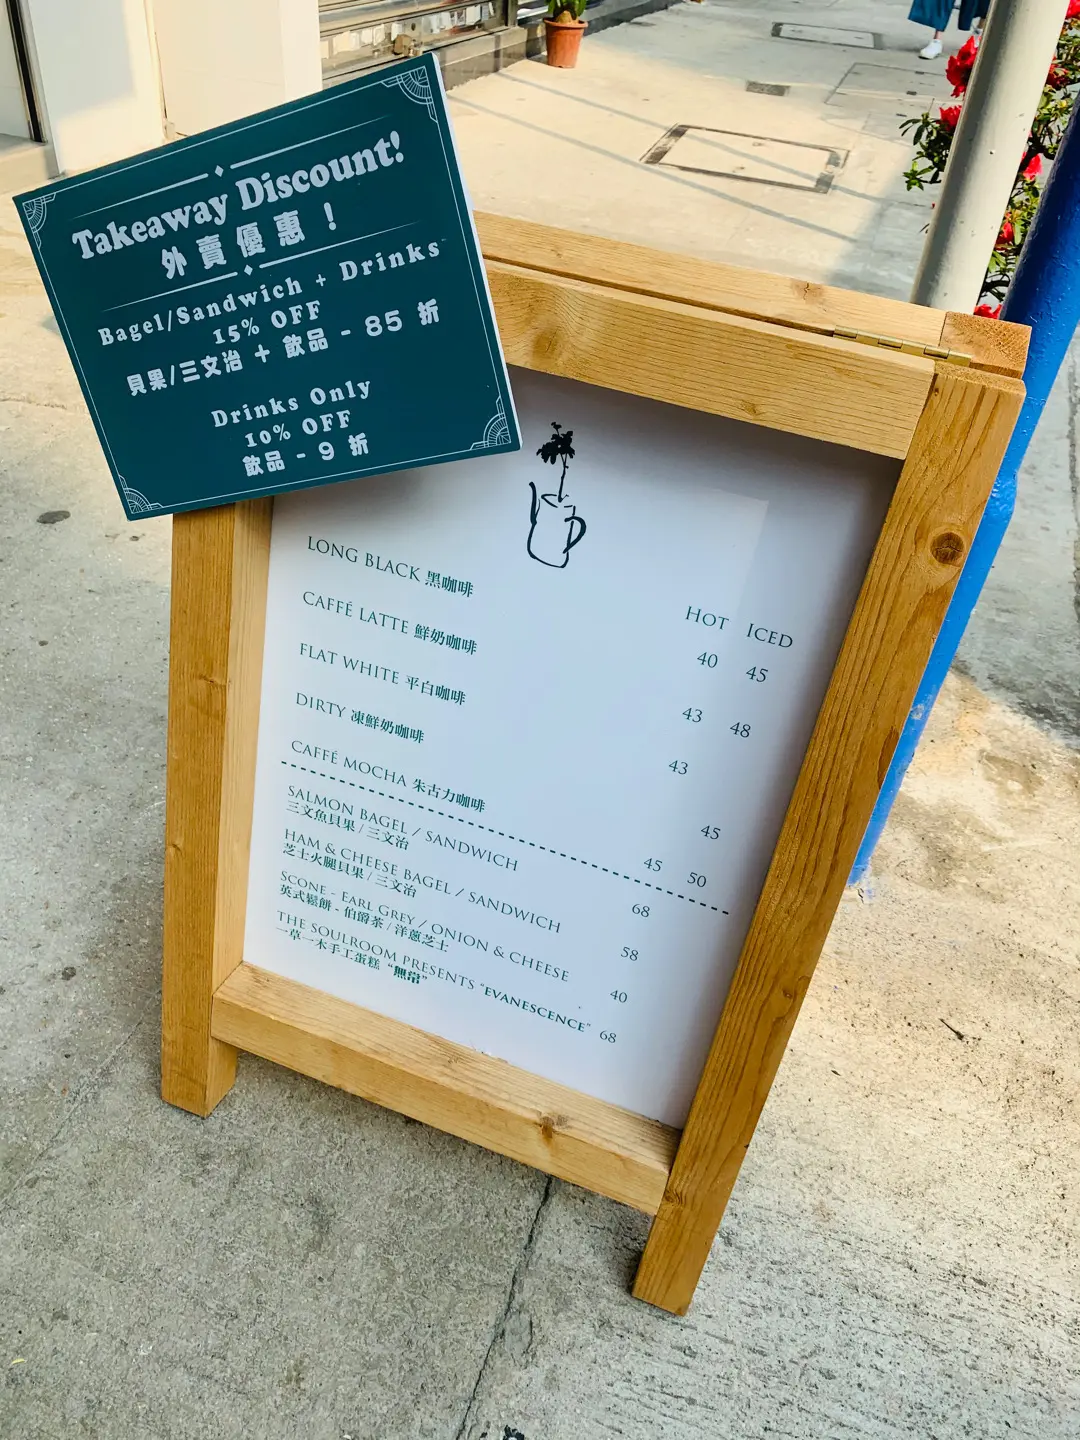 Takeaway Discount!
外賣優惠！
Bagel/Sandwich + Drinks
15% OFF
貝果/三文治 + 飲品 - 85 折
Drinks Only
10% OFF
飲品 - 9 折
HOT ICED
LONG BLACK 黑咖啡 40 45
CAFFÉ LATTE 鮮奶咖啡 43 48
FLAT WHITE 平白咖啡 43
DIRTY 凍鮮奶咖啡 45
CAFFÉ MOCHA 朱古力咖啡 45 50
SALMON BAGEL / SANDWICH 68
三文魚貝果 / 三文治
HAM & CHEESE BAGEL / SANDWICH 58
芝士火腿貝果 / 三文治
SCONE - EARL GREY / ONION & CHEESE 40
英式鬆餅 - 伯爵茶 / 洋蔥芝士
THE SOULROOM PRESENTS "EVANESCENCE" 68
一草一木手工蛋糕 "無常"